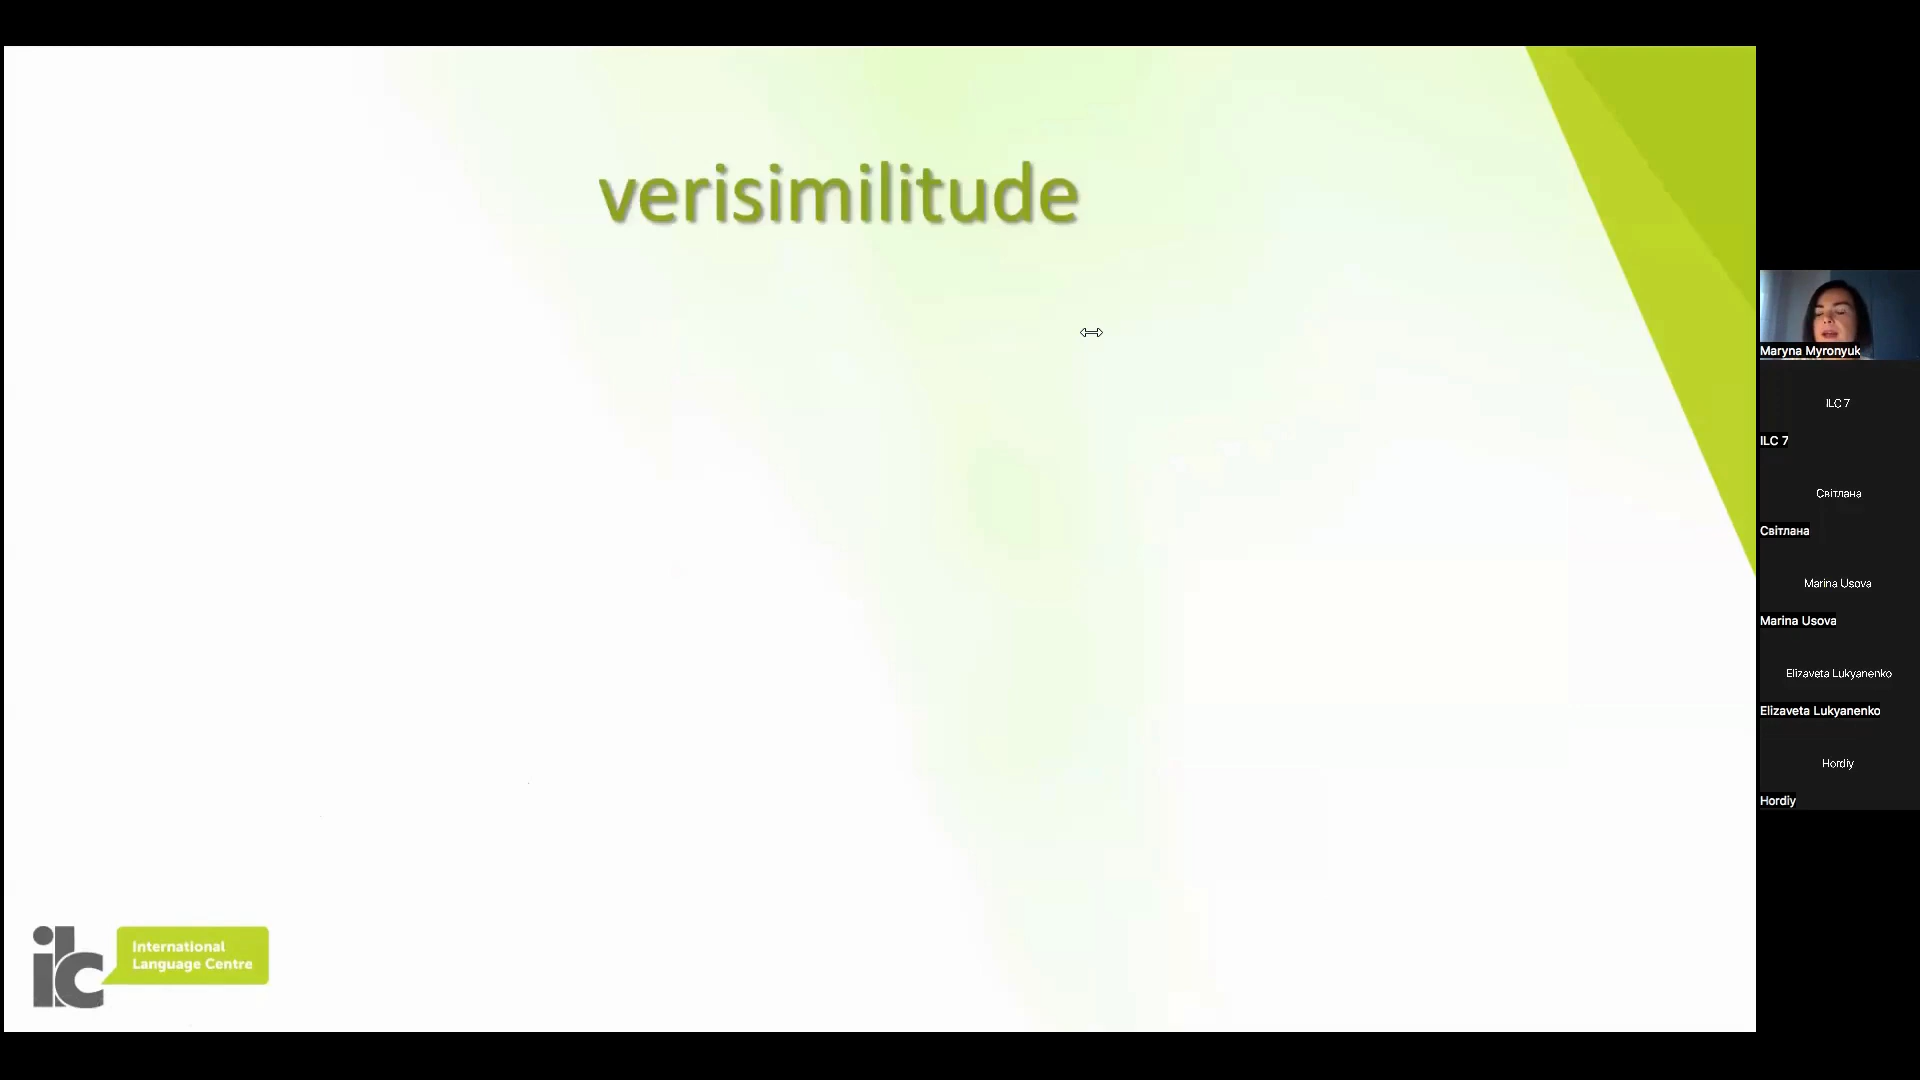 verisimilitude
Maryna Myronyuk
ILC 7
ILC 7
Світлана
Світлана
Marina Usova
Marina Usova
Elizaveta Lukyanenko
Elizaveta Lukyanenko
Hordiy
Hordiy
ilc
International
Language Centre